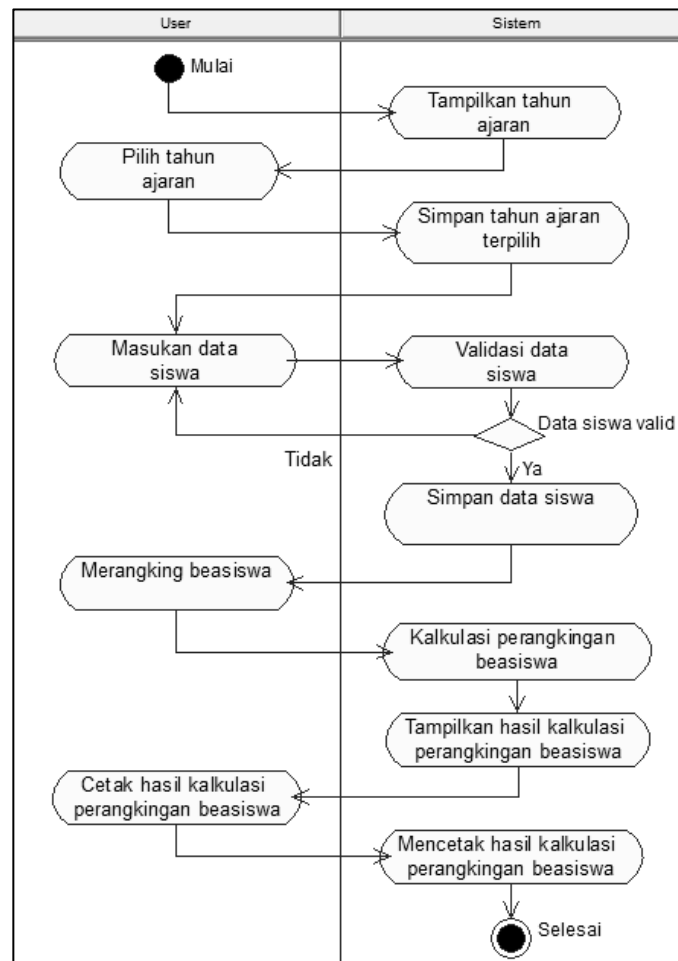 User
Sistem
Mulai
Tampilkan tahun
ajaran
Pilih tahun
ajaran
Simpan tahun ajaran
terpilih
Masukan data
siswa
Validasi data
siswa
Data siswa valid
Tidak
Ya
Simpan data siswa
Merangking beasiswa
Kalkulasi perangkingan
beasiswa
Tampilkan hasil kalkulasi
perangkingan beasiswa
Cetak hasil kalkulasi
perangkingan beasiswa
Mencetak hasil kalkulasi
perangkingan beasiswa
Selesai